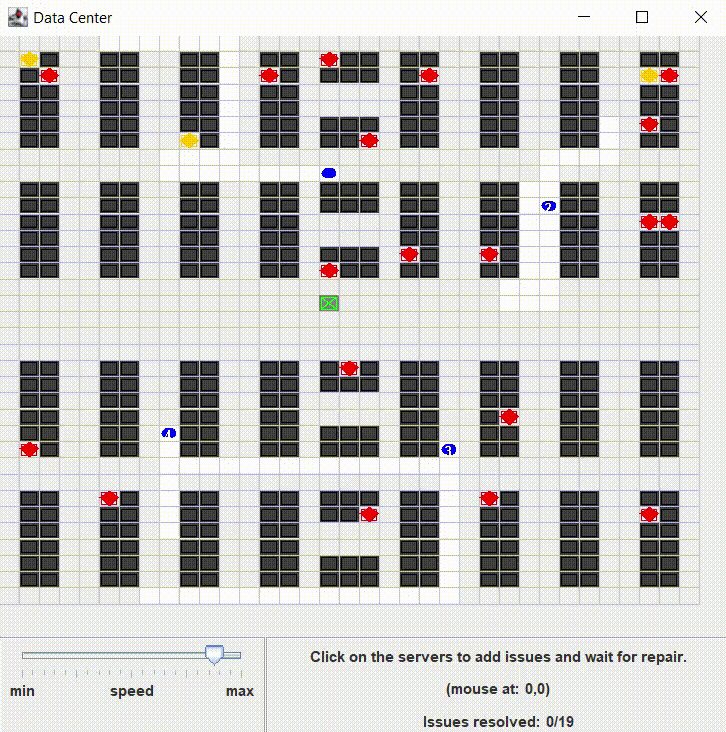 Data Center
2
4
3
Click on the servers to add issues and wait for repair.
min speed max
(mouse at: 0,0)
Issues resolved: 0/19